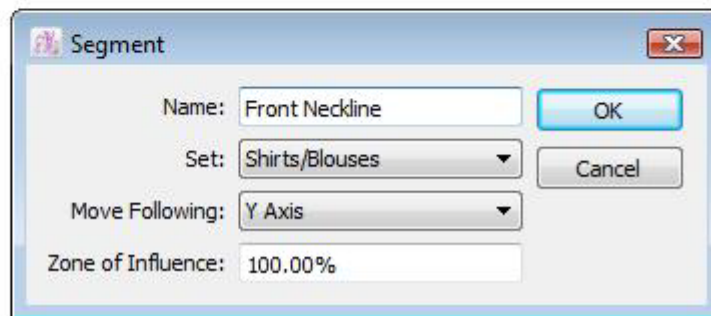 Segment
Name: Front Neckline
OK
Set: Shirts/Blouses
Cancel
Move Following: Y Axis
Zone of Influence: 100.00%